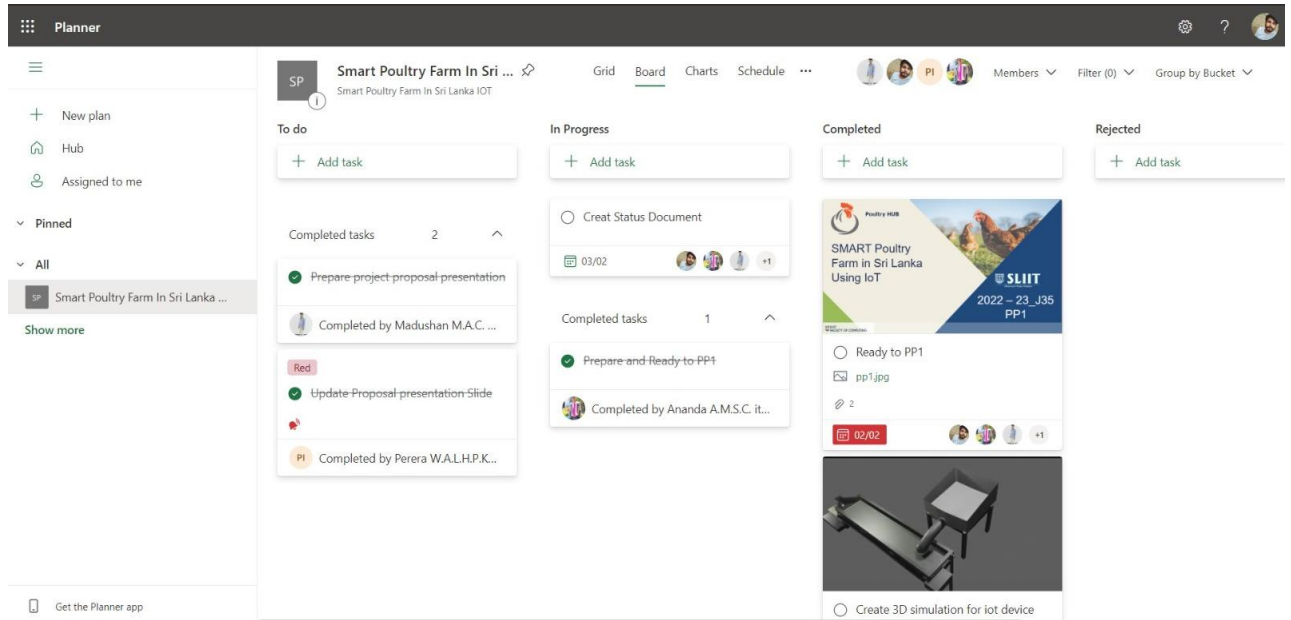 Planner
?
New plan
Hub
Assigned to me
Pinned
All
SP
Smart Poultry Farm In Sri Lanka ...
Show more
Get the Planner app
SP
Smart Poultry Farm In Sri ...
Smart Poultry Farm In Sri Lanka IOT
Grid Board Charts Schedule ...
PI
Members
Filter (0)
Group by Bucket
To do
+ Add task
Completed tasks 2
Prepare project proposal presentation
Completed by Madushan M.A.C. ...
Red
Update Proposal presentation Slide
PI Completed by Perera W.A.L.H.P.K...
In Progress
+ Add task
Creat Status Document
03/02
+1
Completed tasks 1
Prepare and Ready to PP1
Completed by Ananda A.M.S.C. it...
Completed
+ Add task
Poultry HUB
SMART Poultry
Farm in Sri Lanka
Using IoT
SLIIT
2022 – 23_J35
PP1
Ready to PP1
pp1.jpg
2
02/02
+1
Create 3D simulation for iot device
Rejected
+ Add task